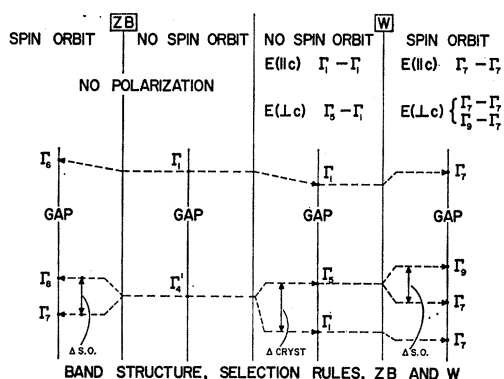 ZB W
SPIN ORBIT NO SPIN ORBIT NO SPIN ORBIT SPIN ORBIT
E(∥c) Γ₁ – Γ₁ E(∥c) Γ₇ – Γ₇
NO POLARIZATION
E(⊥c) Γ₅ – Γ₁ E(⊥c) { Γ₇ – Γ₇
Γ₉ – Γ₇
Γ₆ Γ₁ Γ₁ Γ₇
GAP GAP GAP GAP
Γ₈ Γ₄' Γ₅ Γ₉
Γ₇ Γ₁ Γ₇
Γ₇
Δ S.O. Δ CRYST Δ S.O.
BAND STRUCTURE, SELECTION RULES, ZB AND W